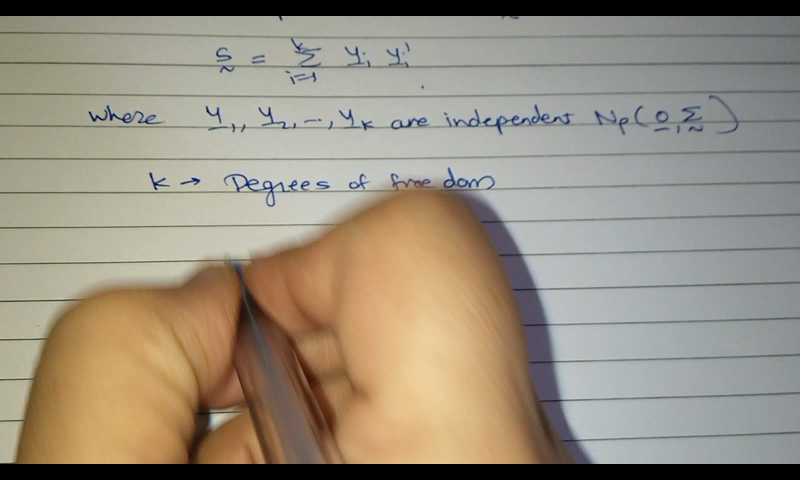 S = Σ_{i=1}^{k} Y_i Y_i'
where Y_1, Y_2, ..., Y_K are independent N_P(0, Σ)
K → Degrees of freedom